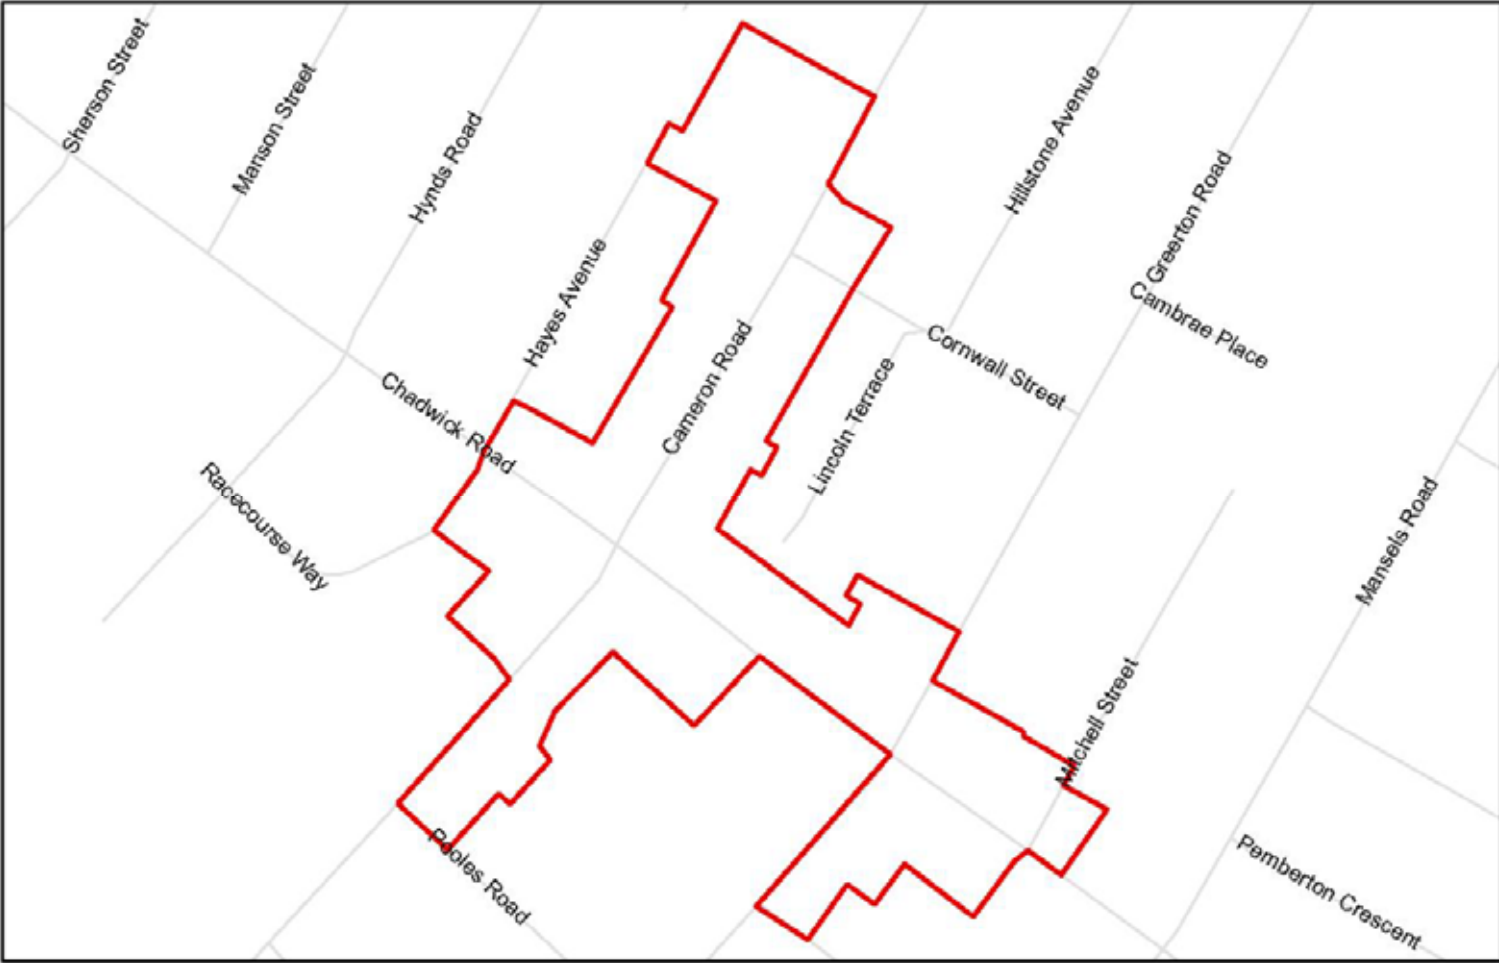 Sherson Street
Manson Street
Hynds Road
Hillstone Avenue
Greerton Road
Hayes Avenue
Cambrae Place
Cameron Road
Cornwall Street
Chadwick Road
Lincoln Terrace
Racecourse Way
Mansels Road
Mitchell Street
Pooles Road
Pemberton Crescent